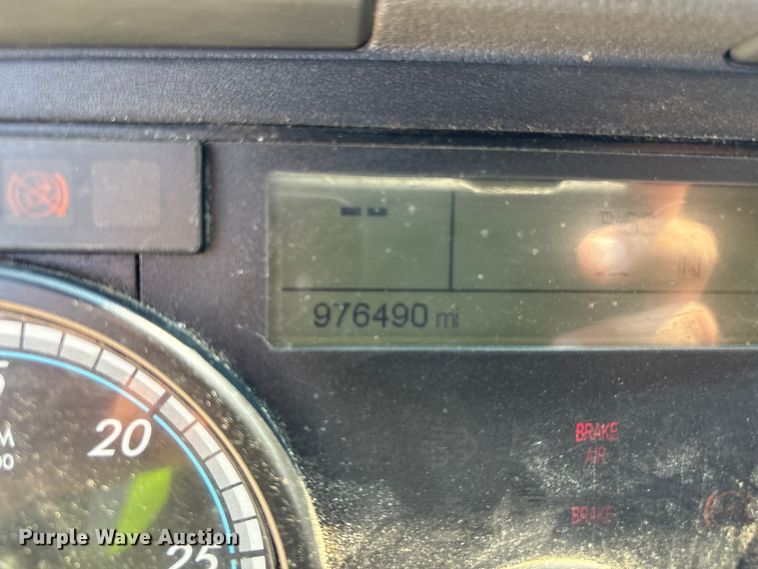 --
976490 mi
N
20
25
BRAKE
AIR
BRAKE
Purple Wave Auction